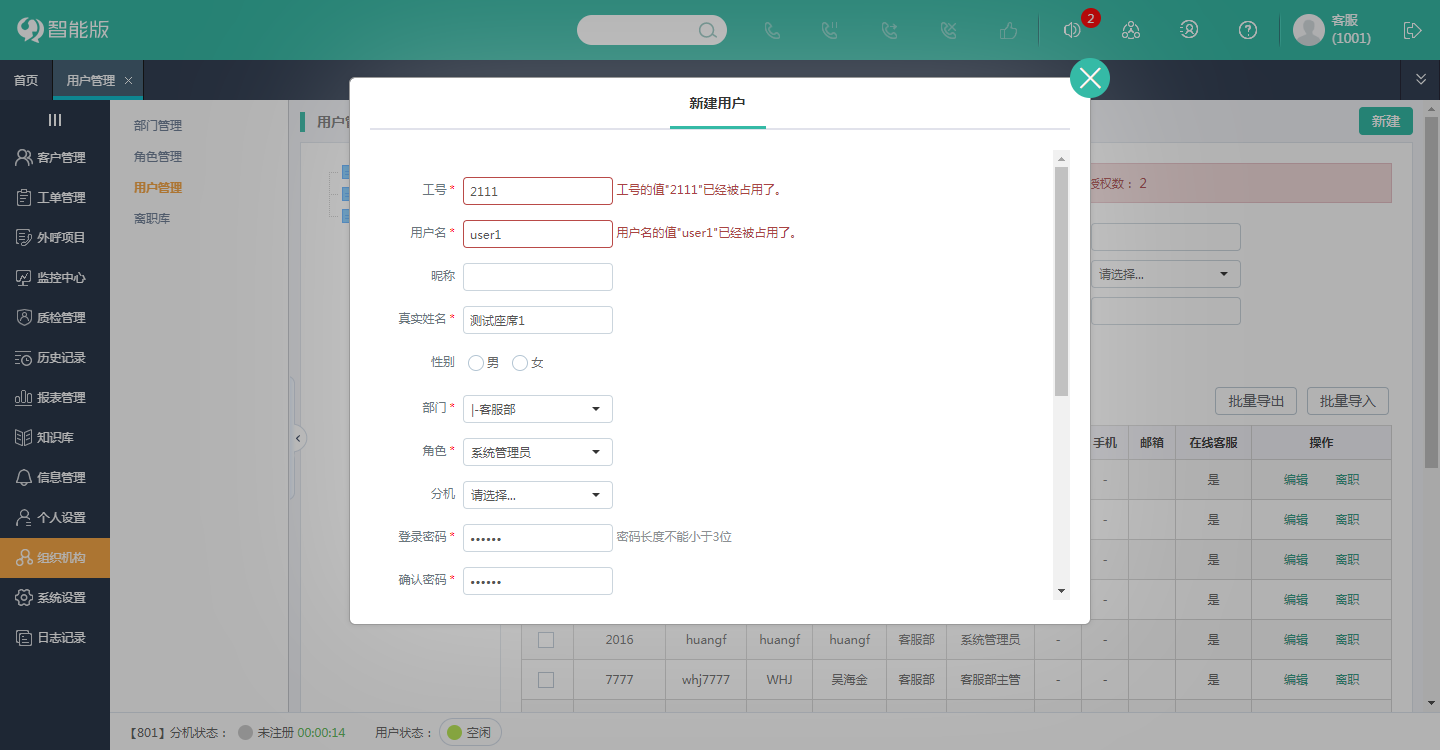 智能版
2
客服
(1001)
首页
用户管理
客户管理
工单管理
外呼项目
监控中心
质检管理
历史记录
报表管理
知识库
信息管理
个人设置
组织机构
系统设置
日志记录
部门管理
角色管理
用户管理
离职库
新建
授权数： 2
请选择...
批量导出
批量导入
新建用户
工号 * 2111 工号的值"2111"已经被占用了。
用户名 * user1 用户名的值"user1"已经被占用了。
昵称
真实姓名 * 测试座席1
性别 男 女
部门 * |-客服部
角色 * 系统管理员
分机 请选择...
登录密码 * •••••• 密码长度不能小于3位
确认密码 * ••••••
手机 邮箱 在线客服 操作
- 是 编辑 离职
- 是 编辑 离职
- 是 编辑 离职
- 是 编辑 离职
2016 huangf huangf huangf 客服部 系统管理员 - - 是 编辑 离职
7777 whj7777 WHJ 吴海金 客服部 客服部主管 - - 是 编辑 离职
【801】分机状态： 未注册 00:00:14 用户状态： 空闲